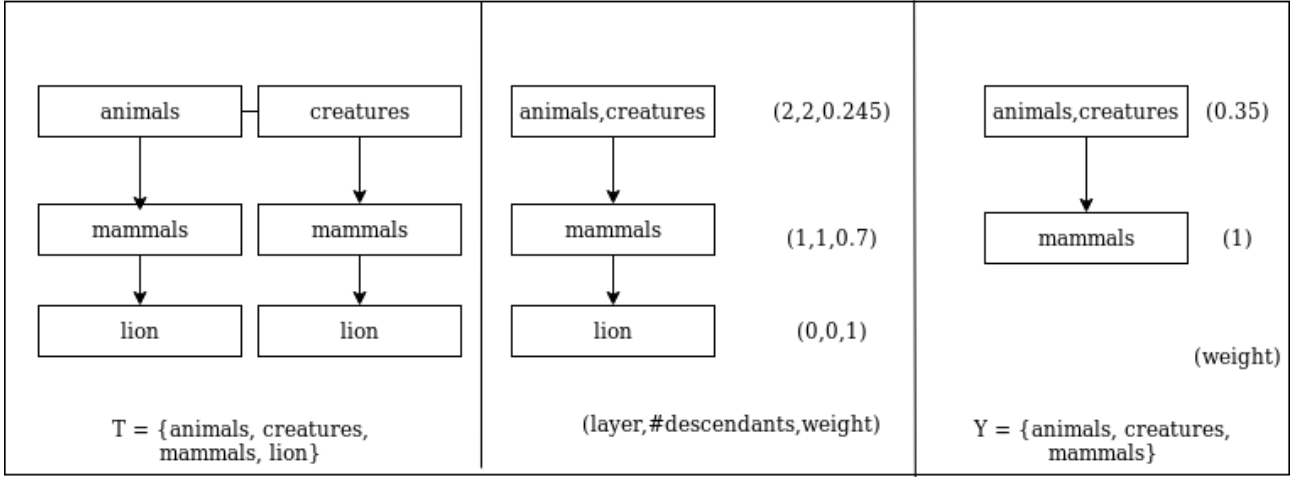 animals
creatures
mammals
mammals
lion
lion
T = {animals, creatures,
mammals, lion}
animals,creatures
(2,2,0.245)
mammals
(1,1,0.7)
lion
(0,0,1)
(layer,#descendants,weight)
animals,creatures
(0.35)
mammals
(1)
(weight)
Y = {animals, creatures,
mammals}